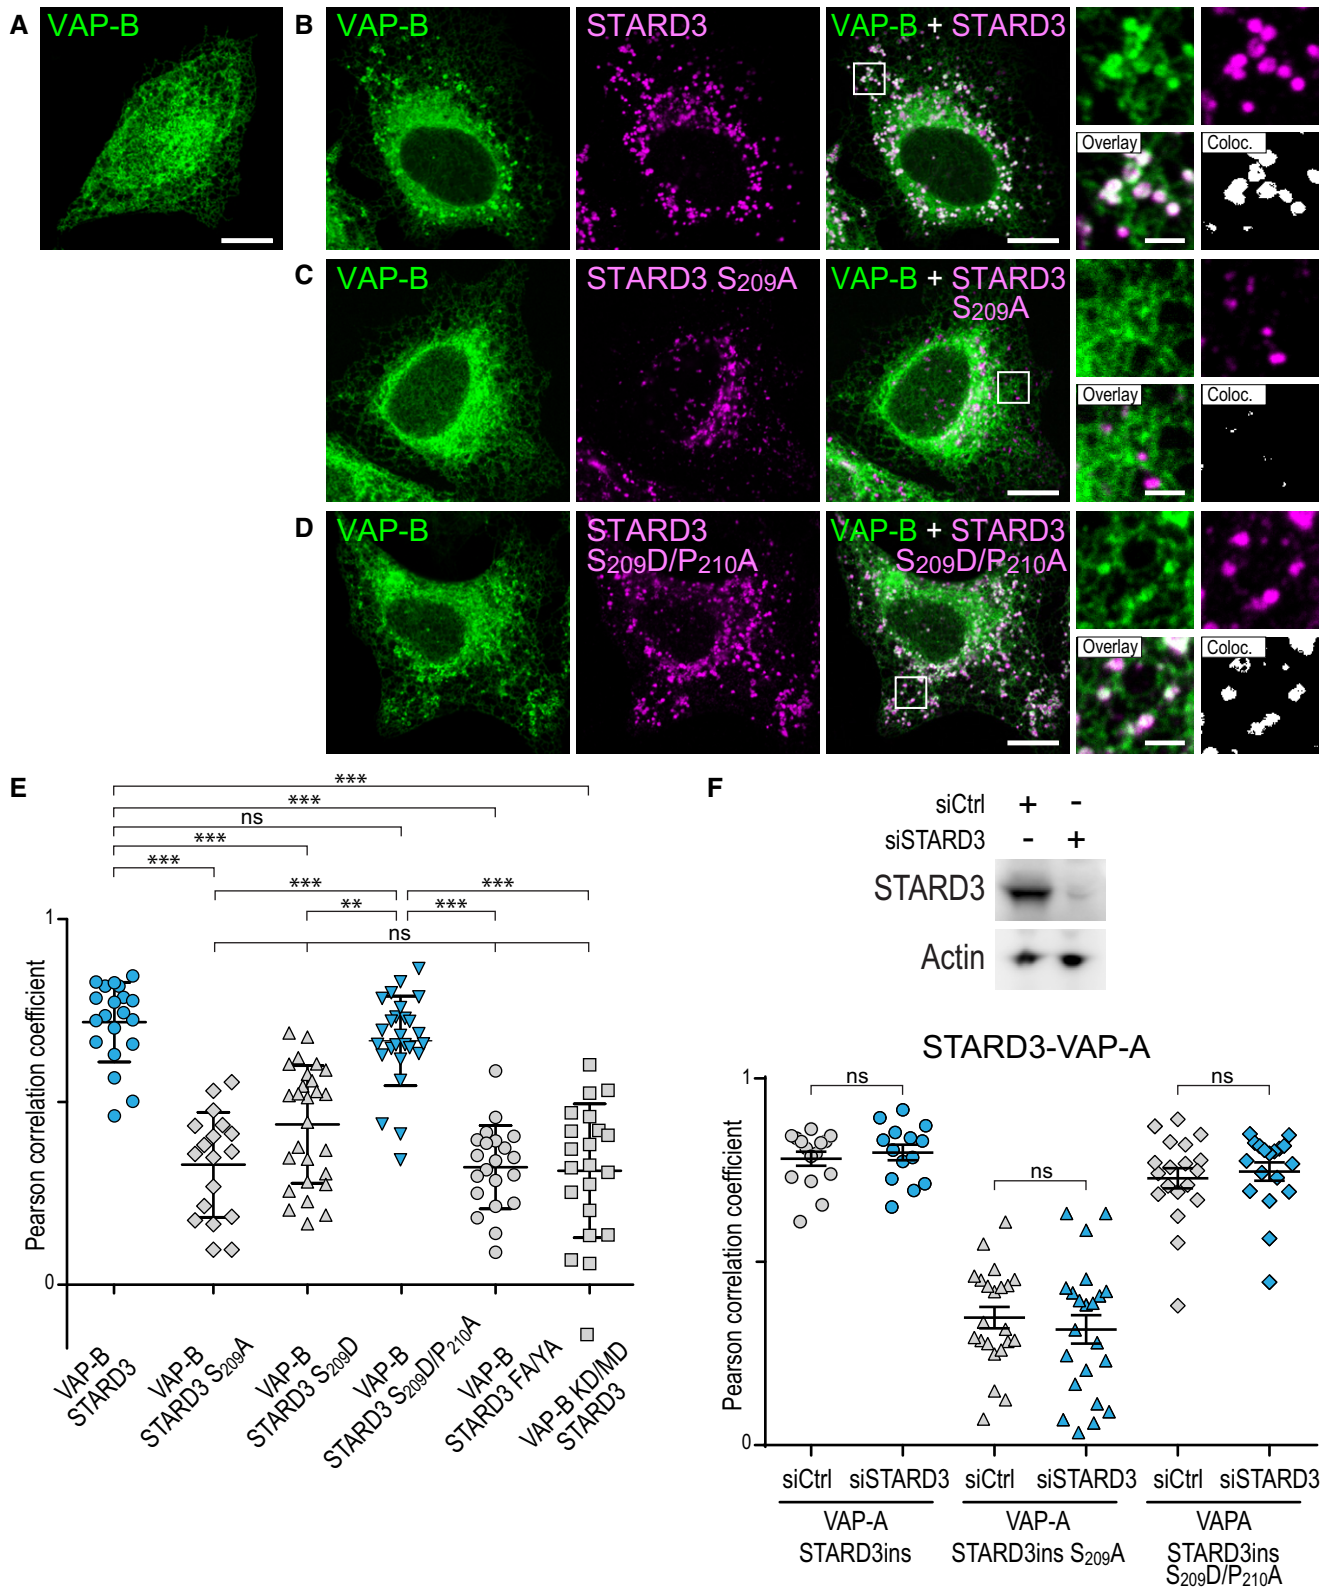 A
VAP-B
B
VAP-B
STARD3
VAP-B + STARD3
Overlay
Coloc.
C
VAP-B
STARD3 S209A
VAP-B + STARD3
S209A
Overlay
Coloc.
D
VAP-B
STARD3
S209D/P210A
VAP-B + STARD3
S209D/P210A
Overlay
Coloc.
E
***
***
ns
***
***
***
***
**
***
ns
1
0
Pearson correlation coefficient
VAP-B
STARD3
VAP-B
STARD3 S209A
VAP-B
STARD3 S209D
VAP-B
STARD3 S209D/P210A
VAP-B
STARD3 FA/YA
VAP-B KD/MD
STARD3
F
siCtrl + -
siSTARD3 - +
STARD3
Actin
STARD3-VAP-A
ns
ns
ns
1
0
Pearson correlation coefficient
siCtrl siSTARD3 siCtrl siSTARD3 siCtrl siSTARD3
VAP-A
STARD3ins
VAP-A
STARD3ins S209A
VAPA
STARD3ins
S209D/P210A